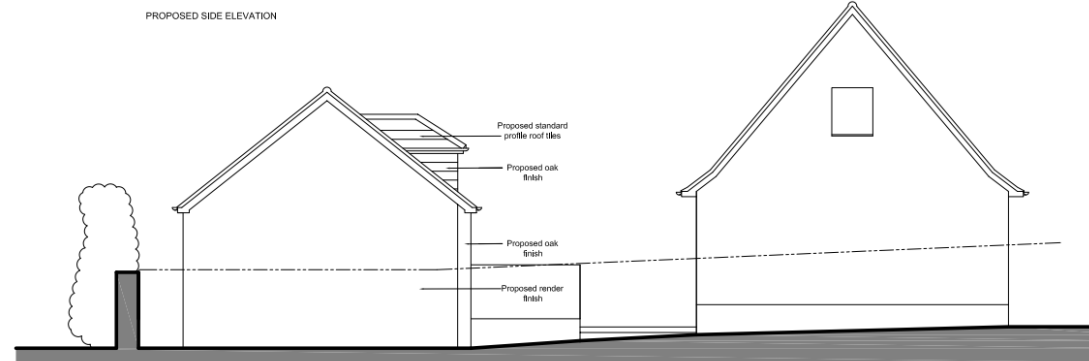 PROPOSED SIDE ELEVATION
Proposed standard
profile roof tiles
Proposed oak
finish
Proposed oak
finish
Proposed render
finish